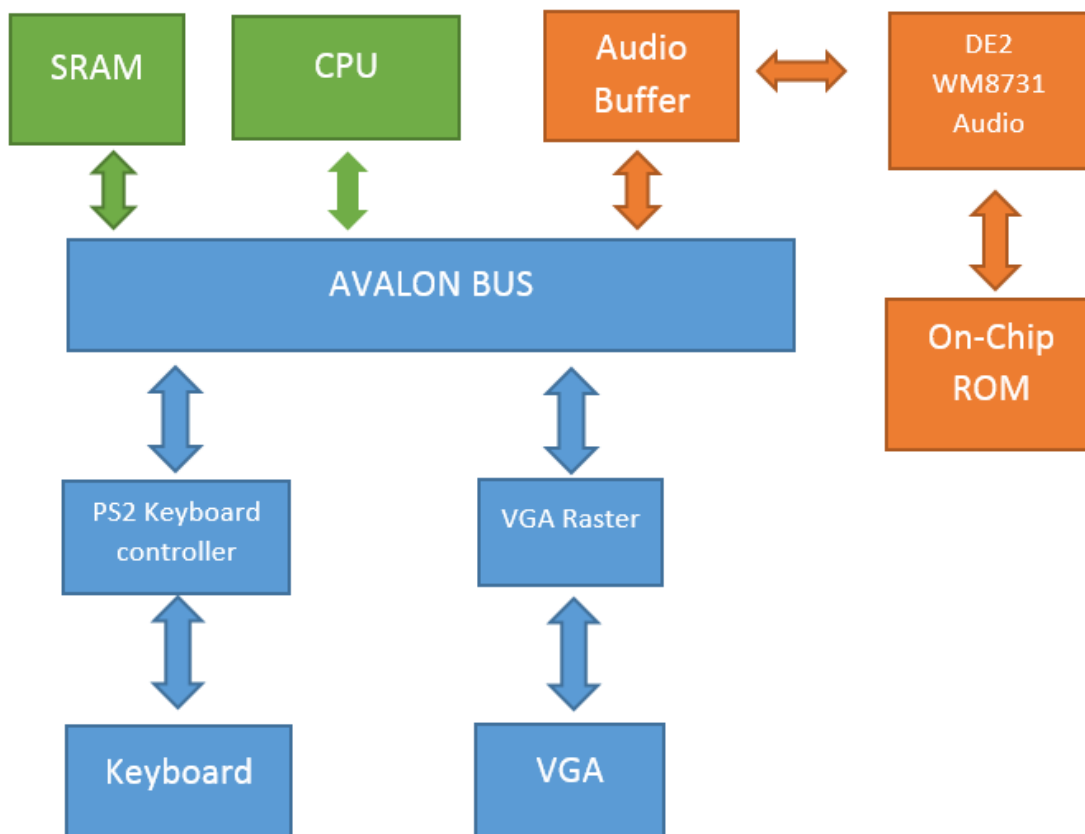 SRAM
CPU
Audio
Buffer
DE2
WM8731
Audio
AVALON BUS
On-Chip
ROM
PS2 Keyboard
controller
VGA Raster
Keyboard
VGA